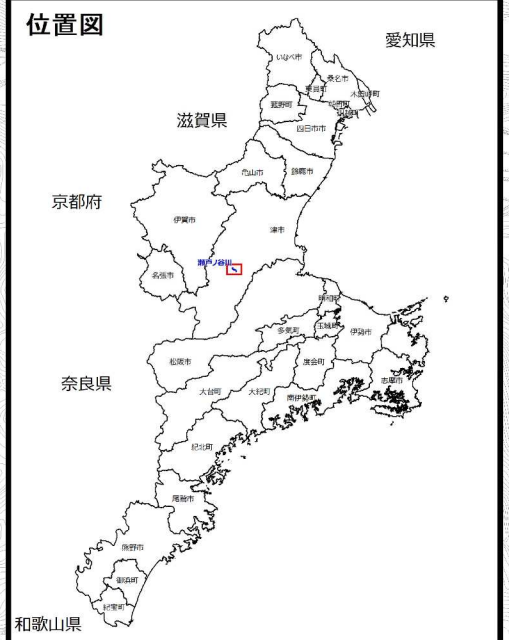 位置図
愛知県
いなべ市
桑名市
東員町
木曽岬町
菰野町
朝日町
川越町
四日市市
滋賀県
亀山市
鈴鹿市
京都府
伊賀市
津市
瀬戸ノ谷川
名張市
明和町
多気町
玉城町
伊勢市
松阪市
度会町
奈良県
大台町
大紀町
志摩市
南伊勢町
紀北町
尾鷲市
熊野市
御浜町
紀宝町
和歌山県